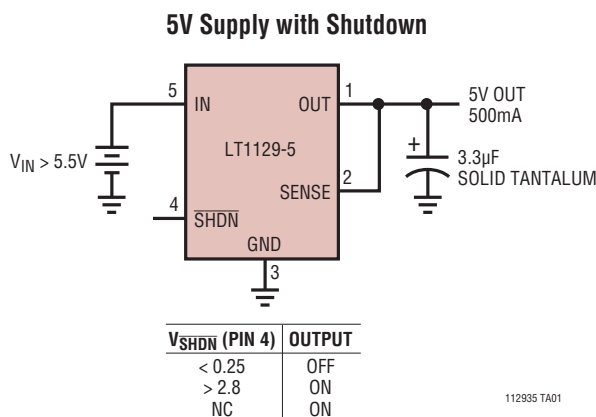 5V Supply with Shutdown
5
IN
OUT
1
5V OUT
500mA
LT1129-5
VIN > 5.5V
+
3.3µF
SOLID TANTALUM
2
SENSE
4
SHDN
GND
3
VSHDN (PIN 4) OUTPUT
< 0.25 OFF
> 2.8 ON
NC ON
112935 TA01